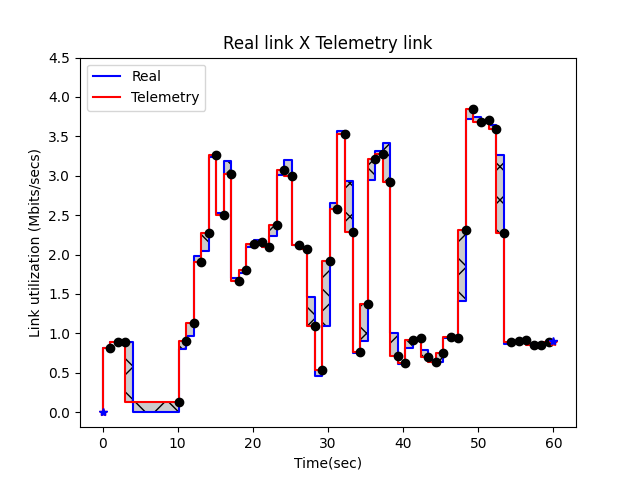 Real link X Telemetry link
Link utilization (Mbits/secs)
4.5
4.0
3.5
3.0
2.5
2.0
1.5
1.0
0.5
0.0
Real
Telemetry
0 10 20 30 40 50 60
Time(sec)